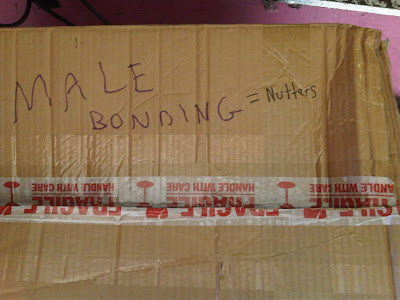 MALE
BONDING = Nutters
HANDLE WITH CARE HANDLE WITH CARE HANDLE WITH CARE
FRAGILE FRAGILE FRAGILE